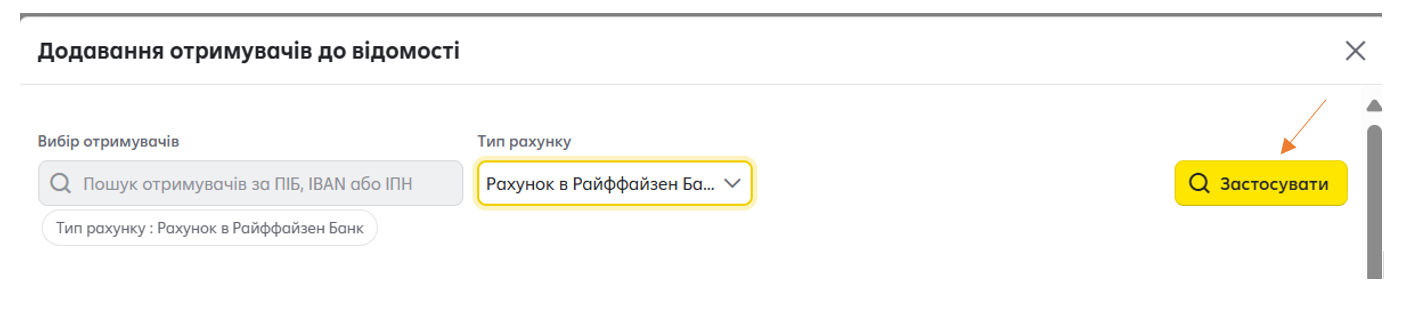 Додавання отримувачів до відомості
Вибір отримувачів
Тип рахунку
Пошук отримувачів за ПІБ, IBAN або ІПН
Рахунок в Райффайзен Ба...
Застосувати
Тип рахунку : Рахунок в Райффайзен Банк